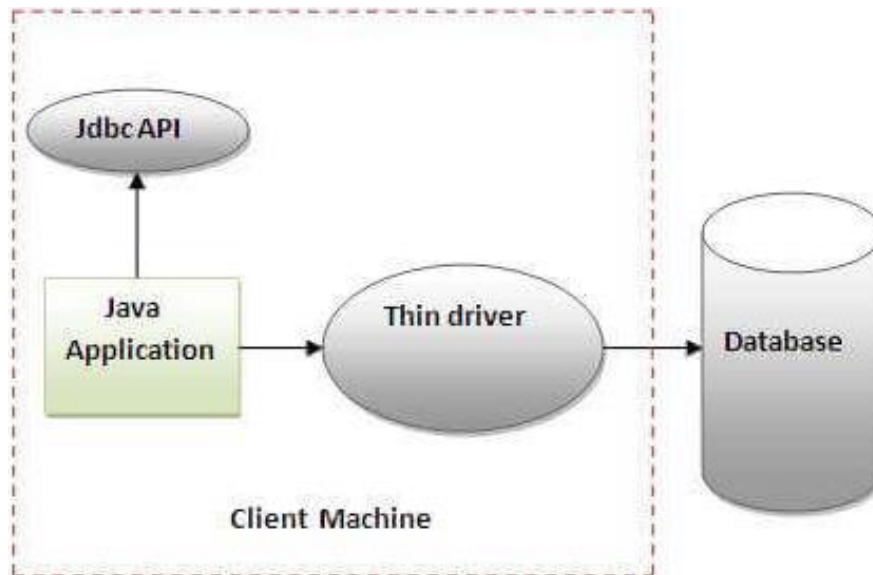 Jdbc API
Java
Application
Thin driver
Database
Client Machine